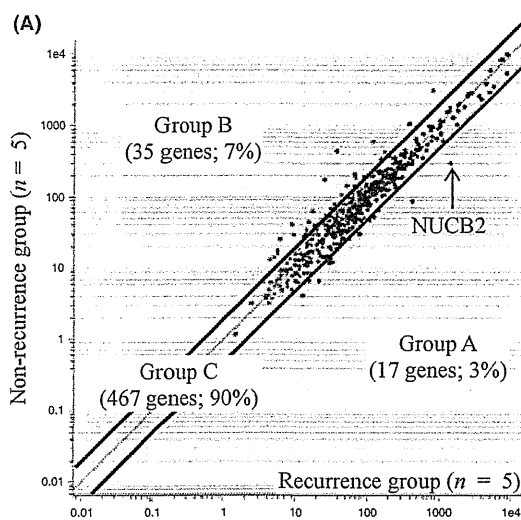 (A)
Non-recurrence group (n = 5)
1e4
1000
100
10
1
0.1
0.01
Group B
(35 genes; 7%)
NUCB2
Group A
(17 genes; 3%)
Group C
(467 genes; 90%)
Recurrence group (n = 5)
0.01
0.1
1
10
100
1000
1e4